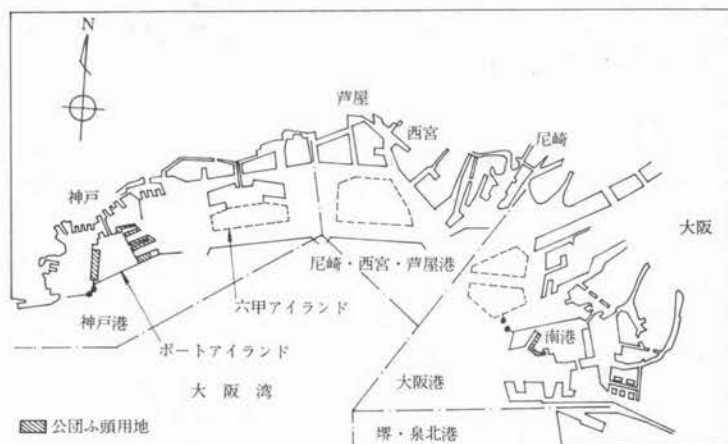 N
芦屋
西宮
尼崎
神戸
大阪
尼崎・西宮・芦屋港
六甲アイランド
神戸港
ポートアイランド
南港
大阪湾
大阪港
公団ふ頭用地
堺・泉北港